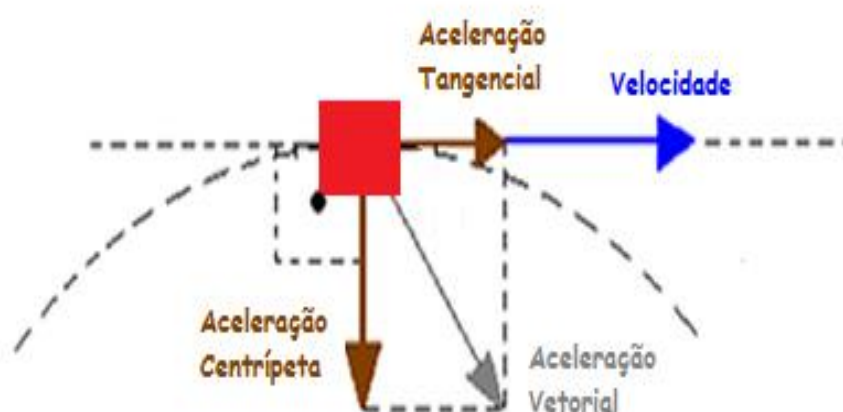 Aceleração
Tangencial
Velocidade
Aceleração
Centrípeta
Aceleração
Vetorial